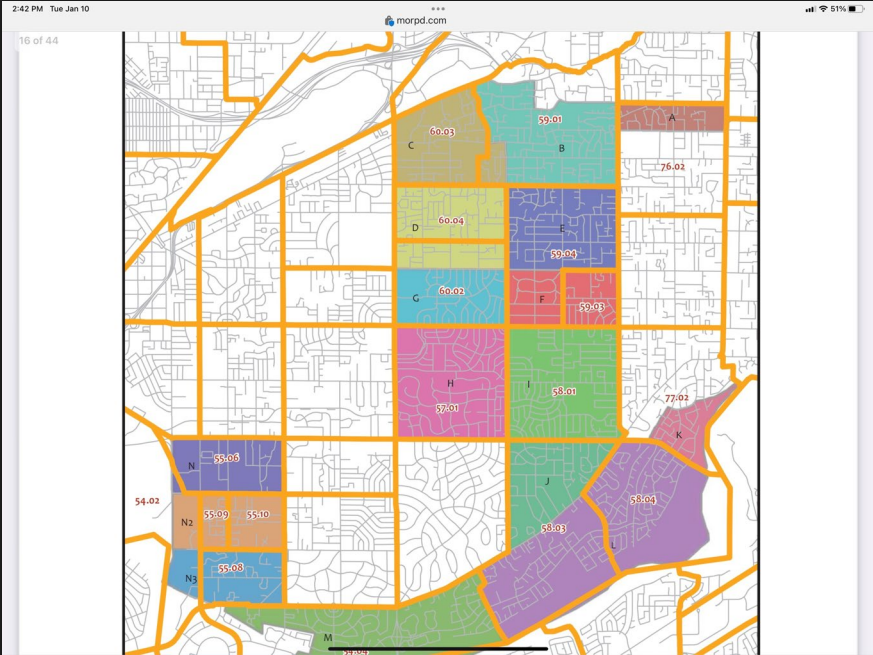 2:42 PM Tue Jan 10
51%
morpd.com
16 of 44
A
60.03
59.01
C
B
76.02
60.04
D
E
59.04
60.02
G
F
59.03
H
I
58.01
57.01
77.02
K
55.06
N
J
58.04
54.02
55.09
55.10
N2
58.03
L
55.08
N3
M
54.04